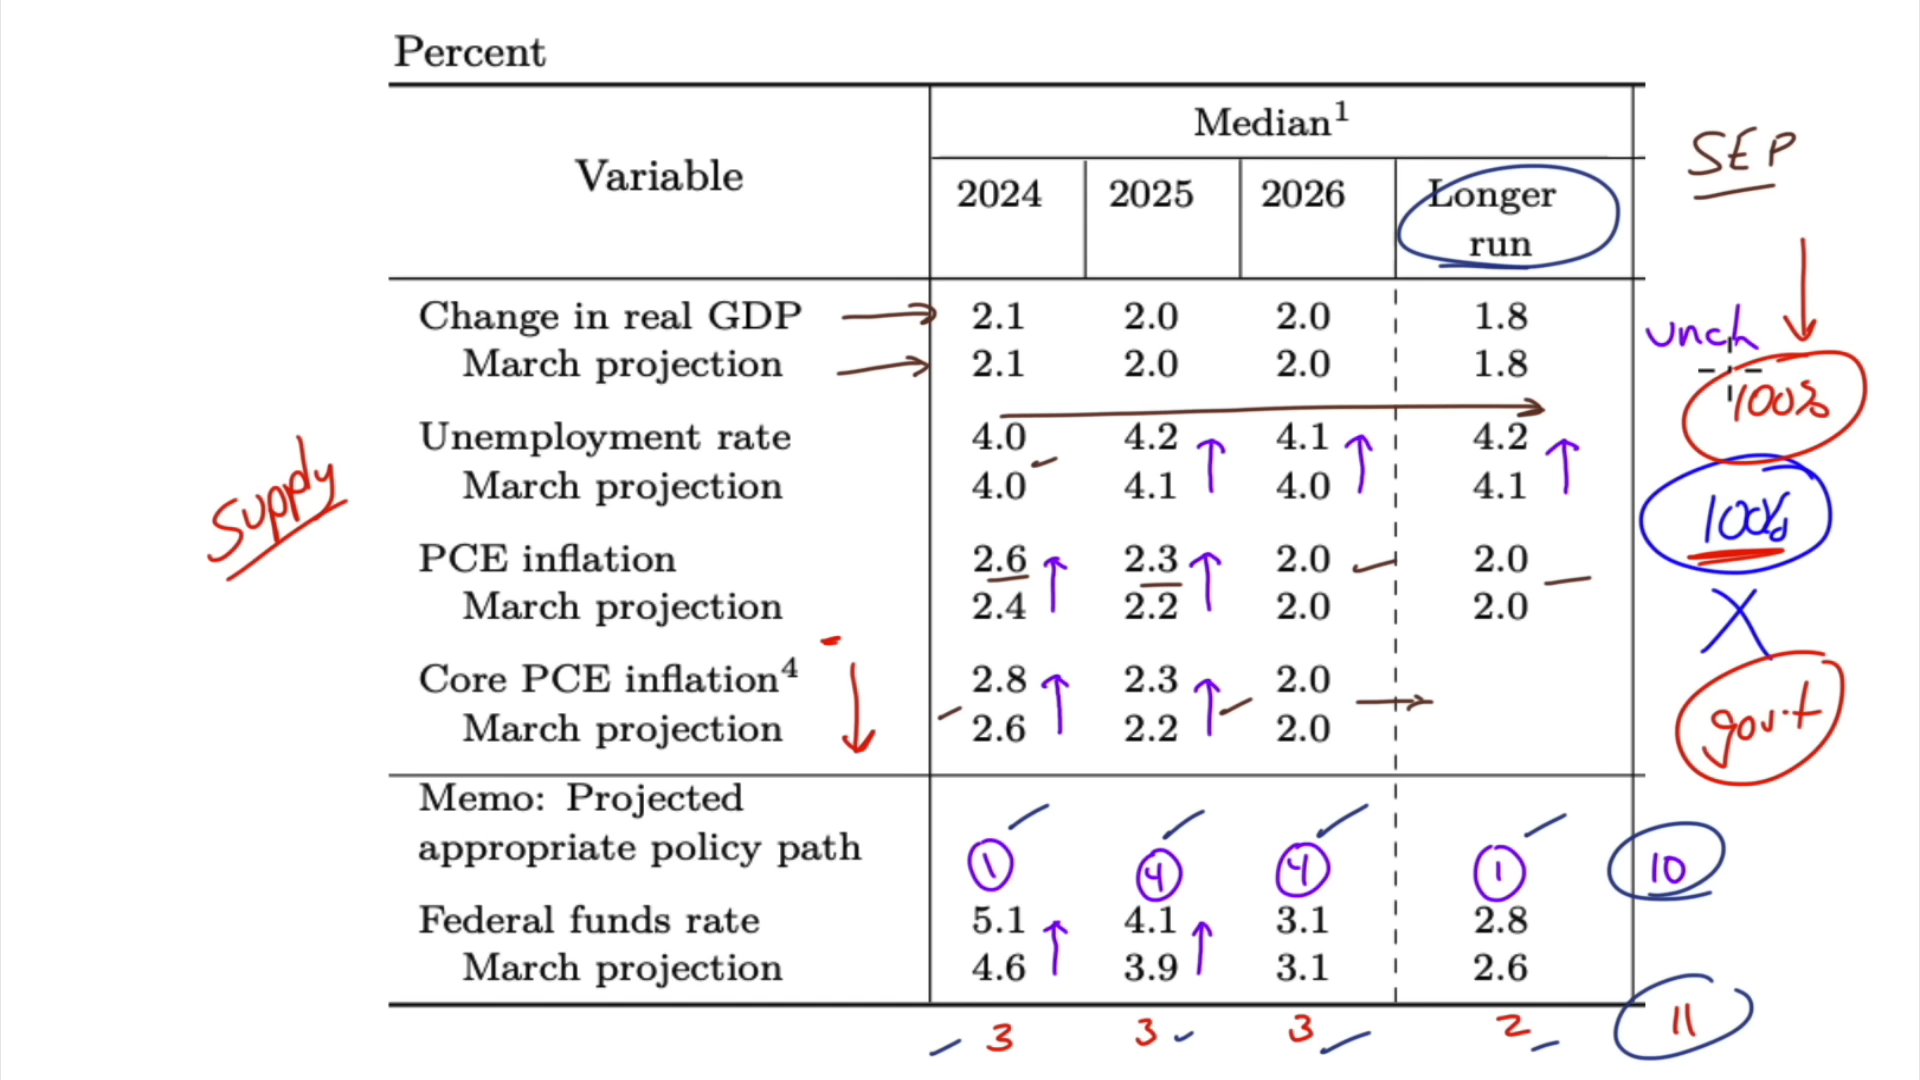 Percent
Variable Median¹
2024 2025 2026 Longer run
SEP
Change in real GDP 2.1 2.0 2.0 1.8
unch
March projection 2.1 2.0 2.0 1.8
100%
Unemployment rate 4.0 4.2 4.1 4.2
March projection 4.0 4.1 4.0 4.1
Supply
PCE inflation 2.6 2.3 2.0 2.0
March projection 2.4 2.2 2.0 2.0
X
Core PCE inflation⁴ 2.8 2.3 2.0
March projection 2.6 2.2 2.0
gov't
Memo: Projected
appropriate policy path 1 4 4 1 10
Federal funds rate 5.1 4.1 3.1 2.8
March projection 4.6 3.9 3.1 2.6
3 3 3 2 11